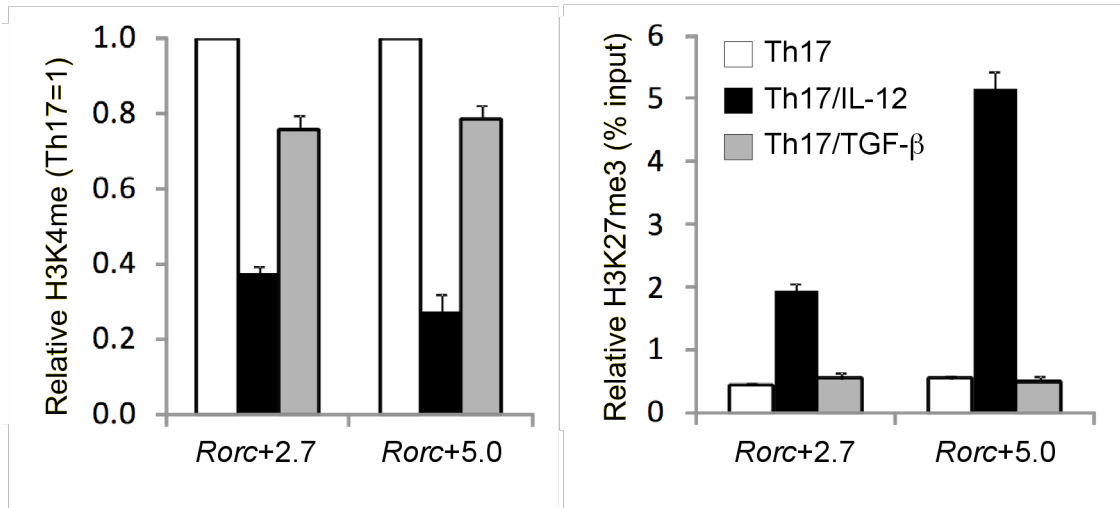 Relative H3K4me (Th17=1)
1.0
0.8
0.6
0.4
0.2
0.0
Rorc+2.7
Rorc+5.0
Relative H3K27me3 (% input)
6
5
4
3
2
1
0
Th17
Th17/IL-12
Th17/TGF-β
Rorc+2.7
Rorc+5.0